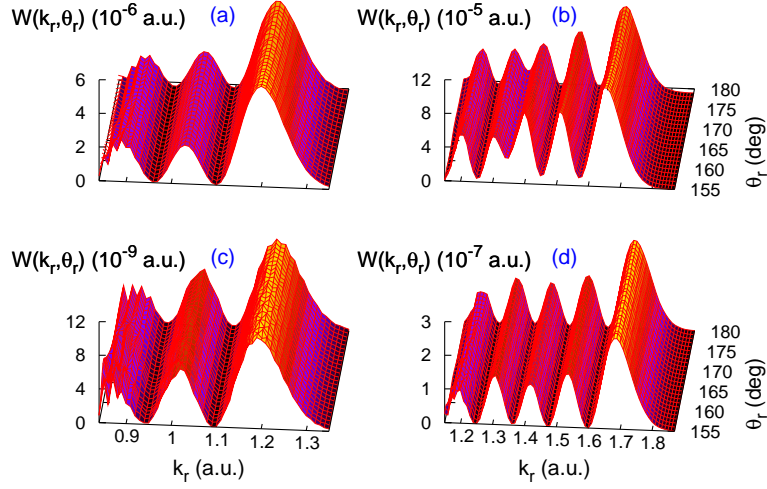 W(k_r,θ_r) (10^-6 a.u.) (a)
6
4
2
0
W(k_r,θ_r) (10^-5 a.u.) (b)
12
8
4
0
180
175
170
165
160
155
θ_r (deg)
W(k_r,θ_r) (10^-9 a.u.) (c)
12
8
4
0
0.9 1 1.1 1.2 1.3
k_r (a.u.)
W(k_r,θ_r) (10^-7 a.u.) (d)
3
2
1
0
1.2 1.3 1.4 1.5 1.6 1.7 1.8
k_r (a.u.)
180
175
170
165
160
155
θ_r (deg)